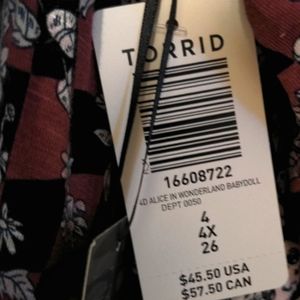 TORRID
16608722
4D ALICE IN WONDERLAND BABYDOLL
DEPT 0050
4
4X
26
$45.50 USA
$57.50 CAN